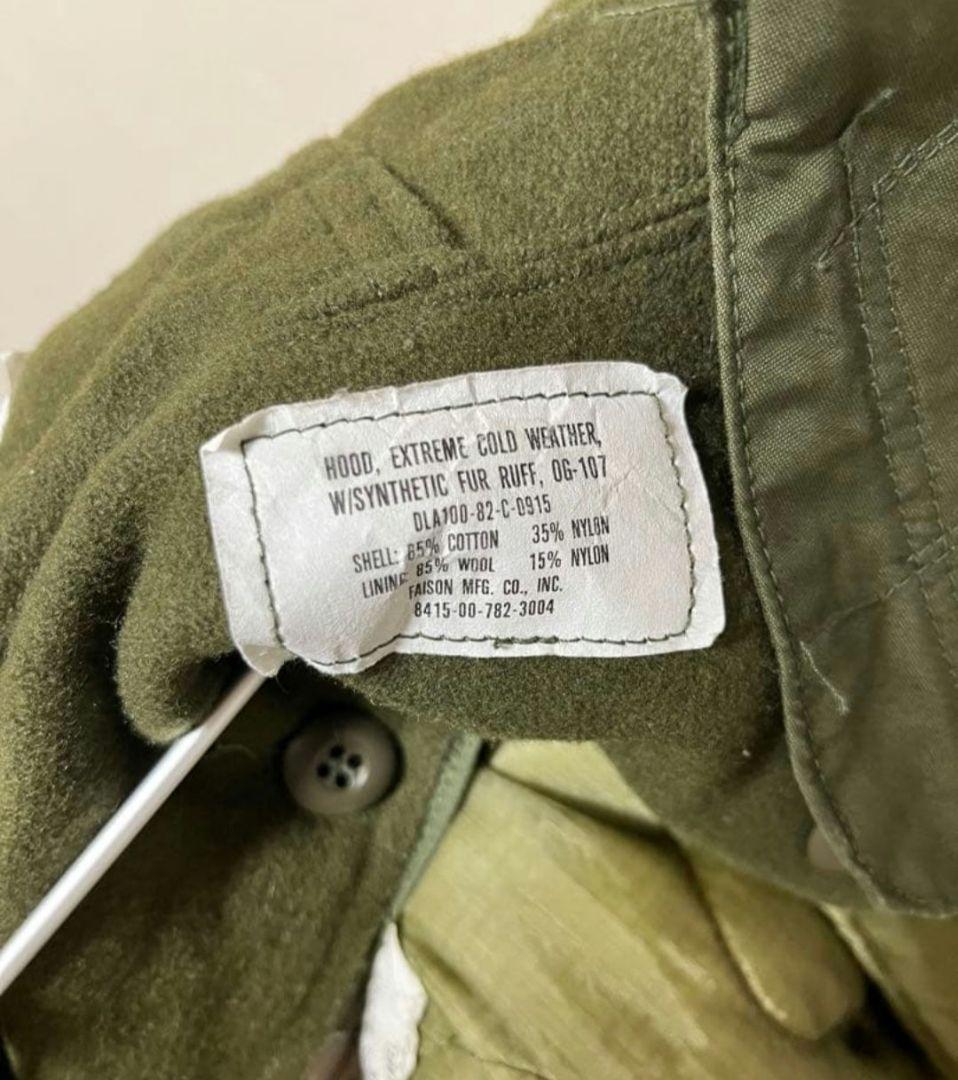 HOOD, EXTREME COLD WEATHER,
W/SYNTHETIC FUR RUFF, OG-107
DLA100-82-C-0915
SHELL: 65% COTTON 35% NYLON
LINING 85% WOOL 15% NYLON
FAISON MFG. CO., INC.
8415-00-782-3004